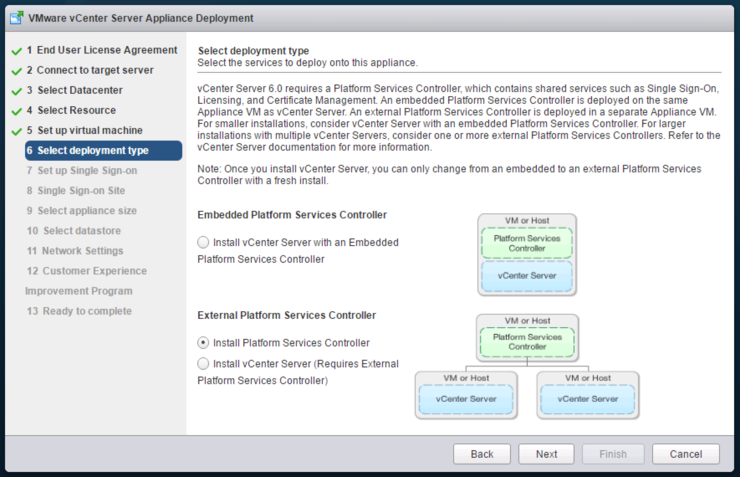 VMware vCenter Server Appliance Deployment
1 End User License Agreement
2 Connect to target server
3 Select Datacenter
4 Select Resource
5 Set up virtual machine
6 Select deployment type
7 Set up Single Sign-on
8 Single Sign-on Site
9 Select appliance size
10 Select datastore
11 Network Settings
12 Customer Experience
Improvement Program
13 Ready to complete
Select deployment type
Select the services to deploy onto this appliance.
vCenter Server 6.0 requires a Platform Services Controller, which contains shared services such as Single Sign-On,
Licensing, and Certificate Management. An embedded Platform Services Controller is deployed on the same
Appliance VM as vCenter Server. An external Platform Services Controller is deployed in a separate Appliance VM.
For smaller installations, consider vCenter Server with an embedded Platform Services Controller. For larger
installations with multiple vCenter Servers, consider one or more external Platform Services Controllers. Refer to the
vCenter Server documentation for more information.
Note: Once you install vCenter Server, you can only change from an embedded to an external Platform Services
Controller with a fresh install.
Embedded Platform Services Controller
Install vCenter Server with an Embedded
Platform Services Controller
VM or Host
Platform Services
Controller
vCenter Server
External Platform Services Controller
Install Platform Services Controller
Install vCenter Server (Requires External
Platform Services Controller)
VM or Host
Platform Services
Controller
VM or Host
vCenter Server
VM or Host
vCenter Server
Back
Next
Finish
Cancel